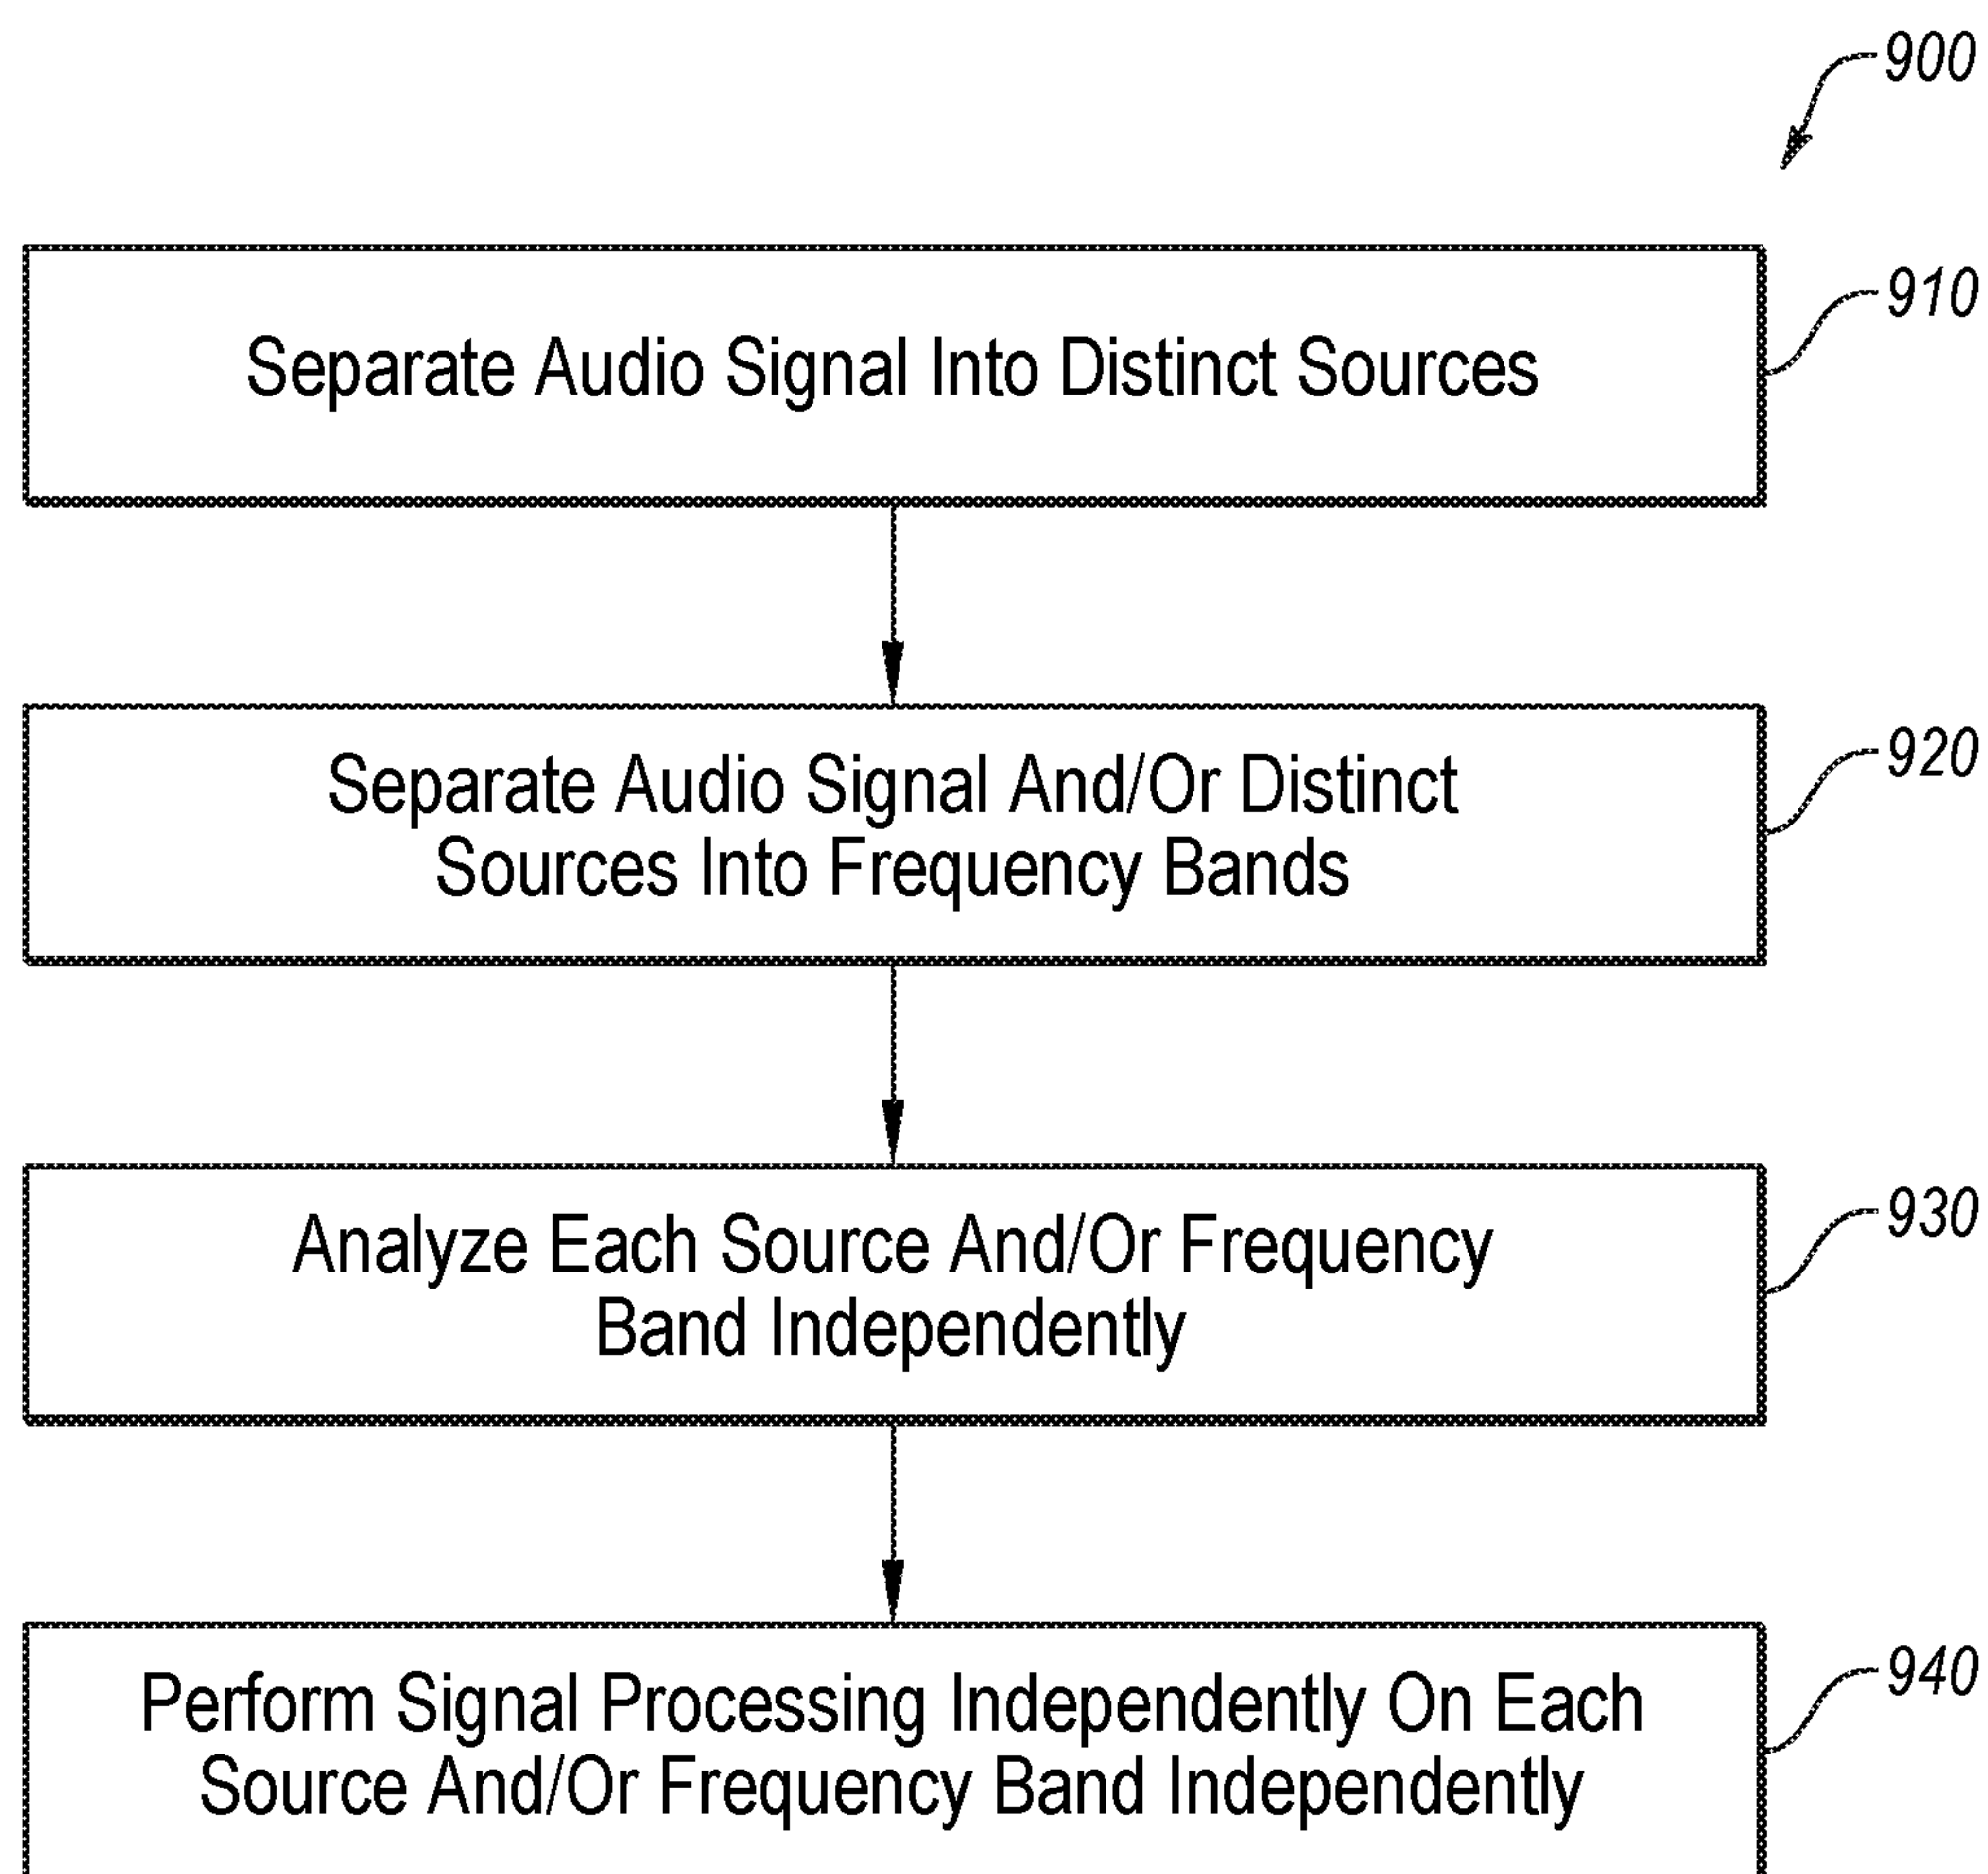 900
Separate Audio Signal Into Distinct Sources
910
Separate Audio Signal And/Or Distinct
Sources Into Frequency Bands
920
Analyze Each Source And/Or Frequency
Band Independently
930
Perform Signal Processing Independently On Each
Source And/Or Frequency Band Independently
940